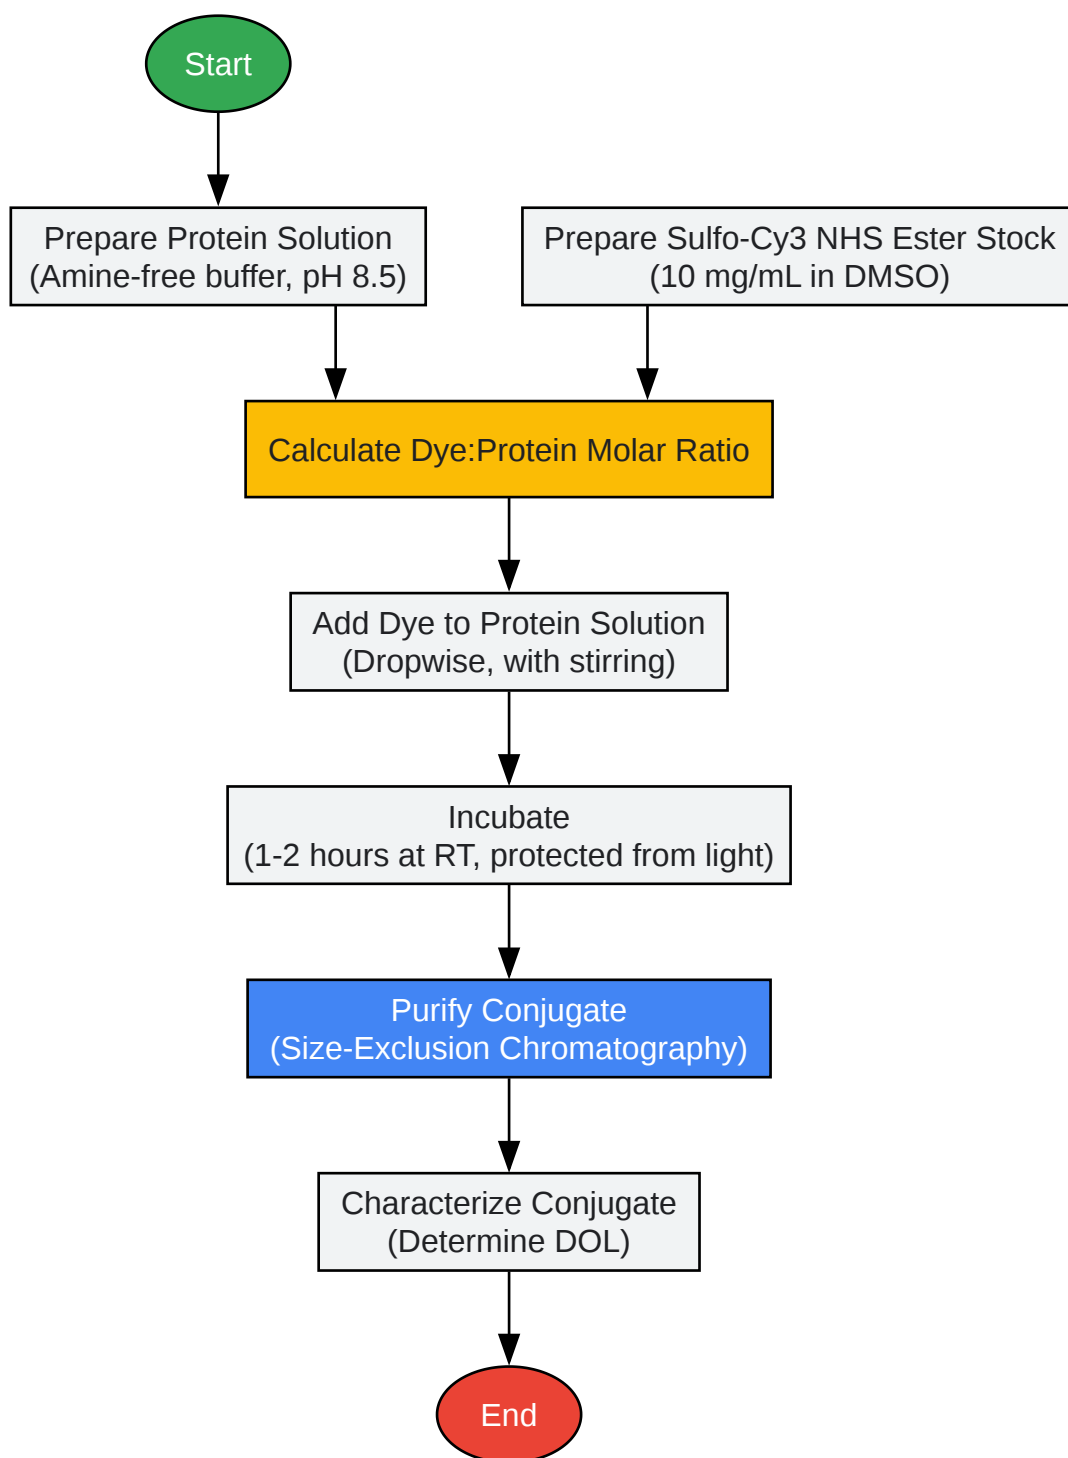 Start
Prepare Protein Solution
(Amine-free buffer, pH 8.5)
Prepare Sulfo-Cy3 NHS Ester Stock
(10 mg/mL in DMSO)
Calculate Dye:Protein Molar Ratio
Add Dye to Protein Solution
(Dropwise, with stirring)
Incubate
(1-2 hours at RT, protected from light)
Purify Conjugate
(Size-Exclusion Chromatography)
Characterize Conjugate
(Determine DOL)
End